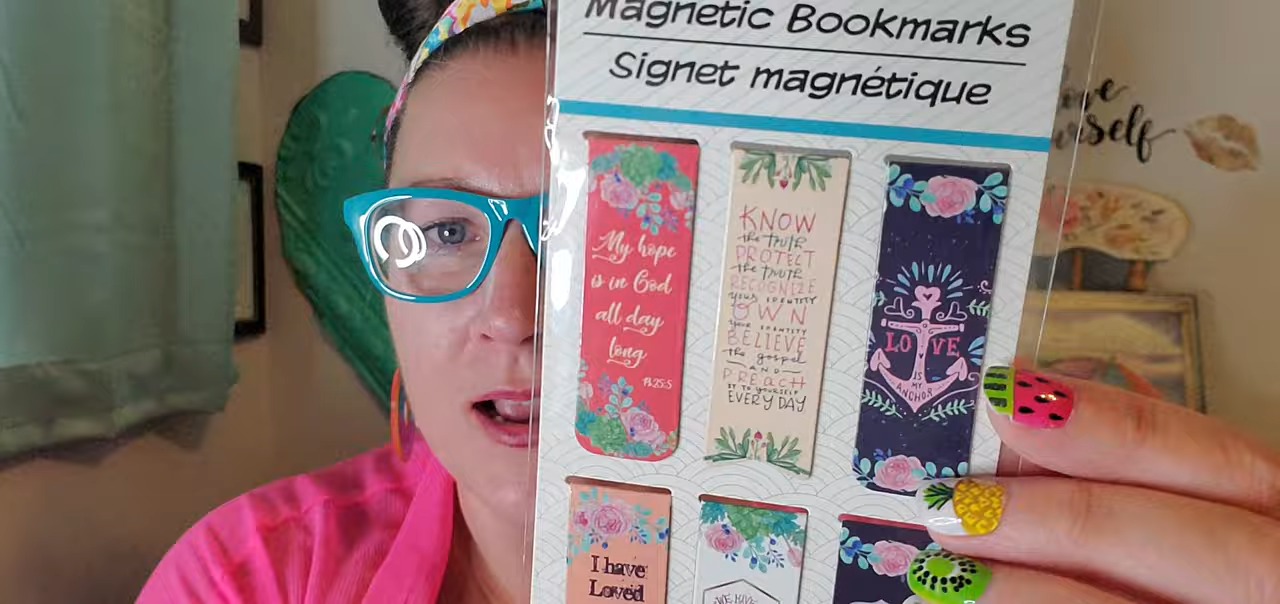 Magnetic Bookmarks
Signet magnétique
My hope
is in God
all day
long
Ps.25:5
KNOW
the truth
PROTECT
the truth
RECOGNIZE
your IDENTITY
OWN
your IDENTITY
BELIEVE
the gospel
AND
PREACH
IT TO YOURSELF
EVERY DAY
LOVE
IS
MY
ANCHOR
I have
Loved
WE HAVE